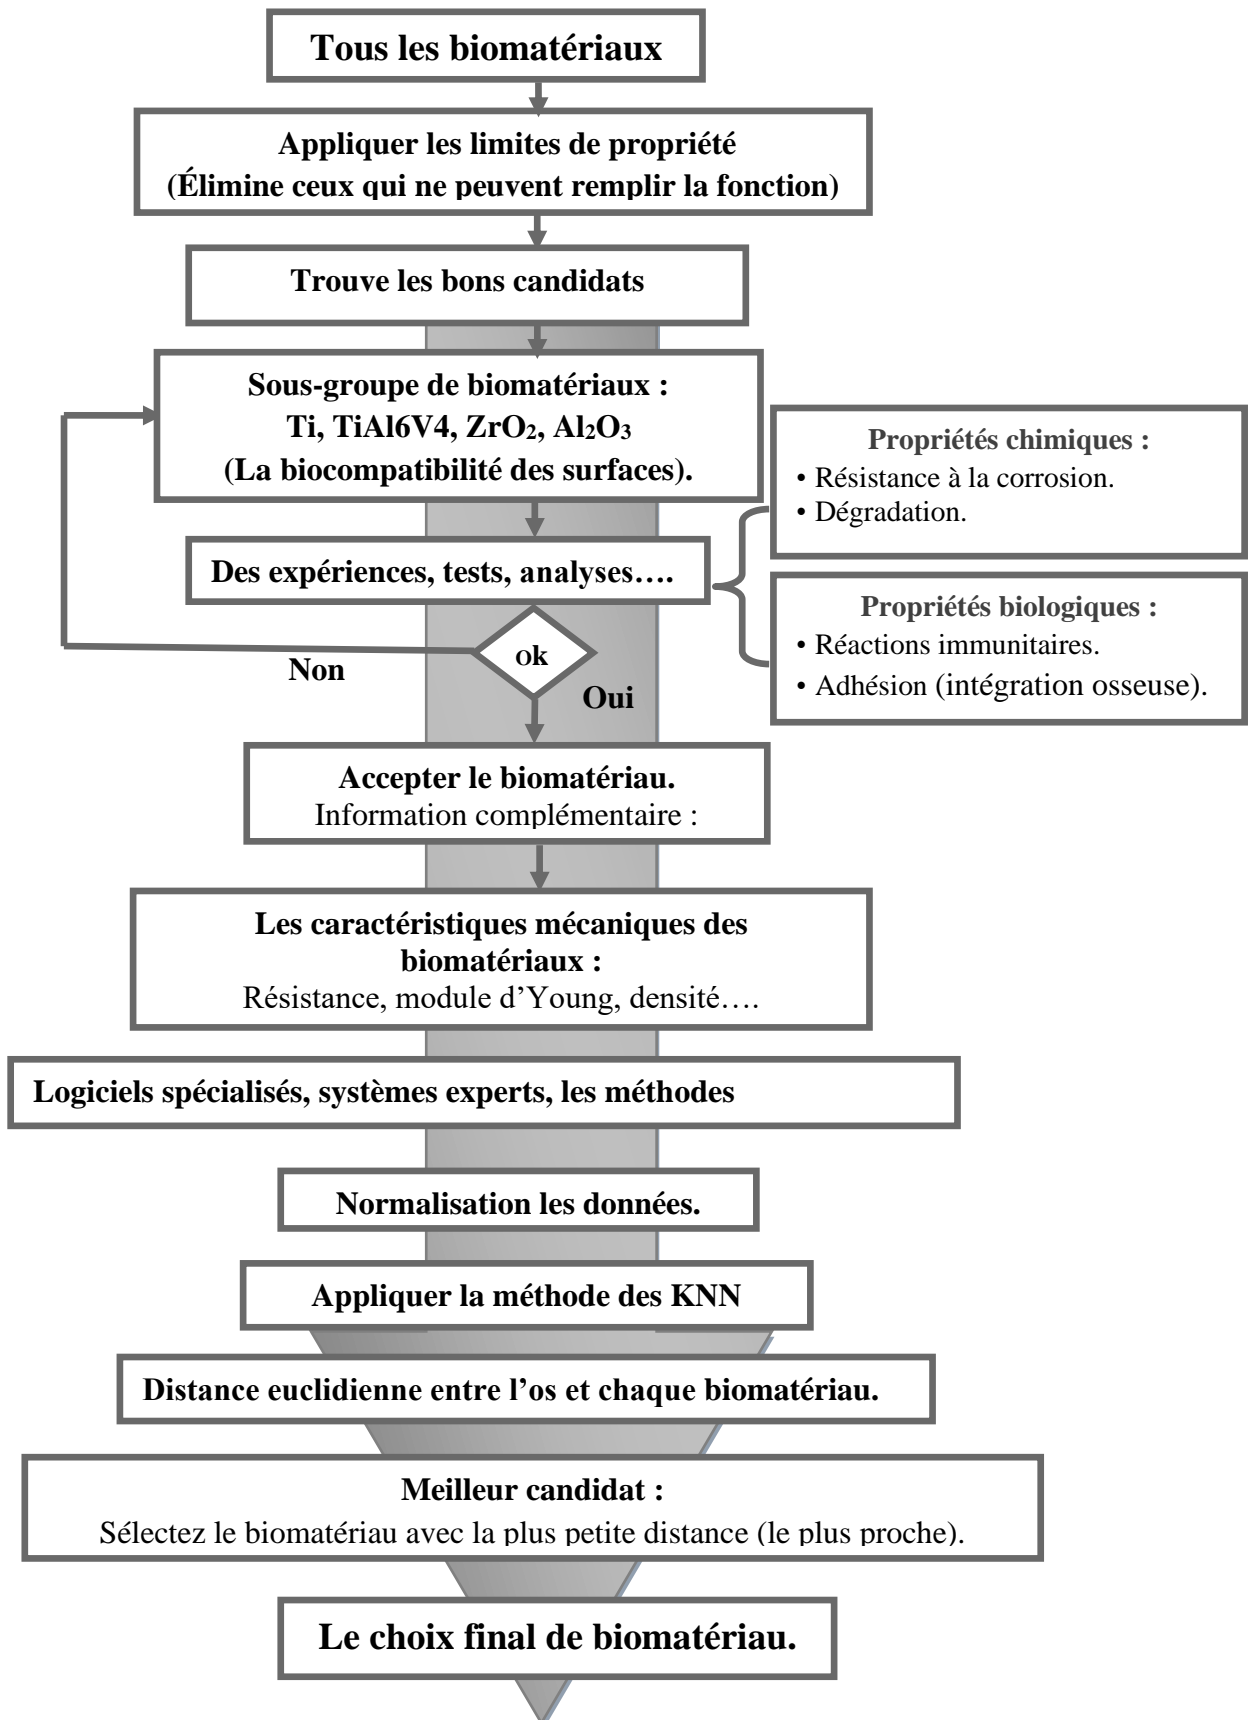 Tous les biomatériaux
Appliquer les limites de propriété
(Élimine ceux qui ne peuvent remplir la fonction)
Trouve les bons candidats
Sous-groupe de biomatériaux :
Ti, TiAl6V4, ZrO₂, Al₂O₃
(La biocompatibilité des surfaces).
Propriétés chimiques :
• Résistance à la corrosion.
• Dégradation.
Des expériences, tests, analyses….
Propriétés biologiques :
• Réactions immunitaires.
• Adhésion (intégration osseuse).
ok
Non
Oui
Accepter le biomatériau.
Information complémentaire :
Les caractéristiques mécaniques des
biomatériaux :
Résistance, module d’Young, densité….
Logiciels spécialisés, systèmes experts, les méthodes
Normalisation les données.
Appliquer la méthode des KNN
Distance euclidienne entre l’os et chaque biomatériau.
Meilleur candidat :
Sélectez le biomatériau avec la plus petite distance (le plus proche).
Le choix final de biomatériau.